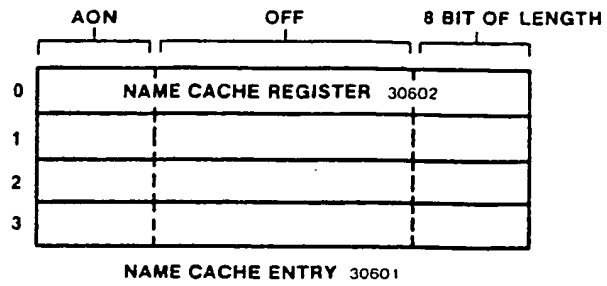 AON OFF 8 BIT OF LENGTH
0 NAME CACHE REGISTER 30602
1
2
3
NAME CACHE ENTRY 30601